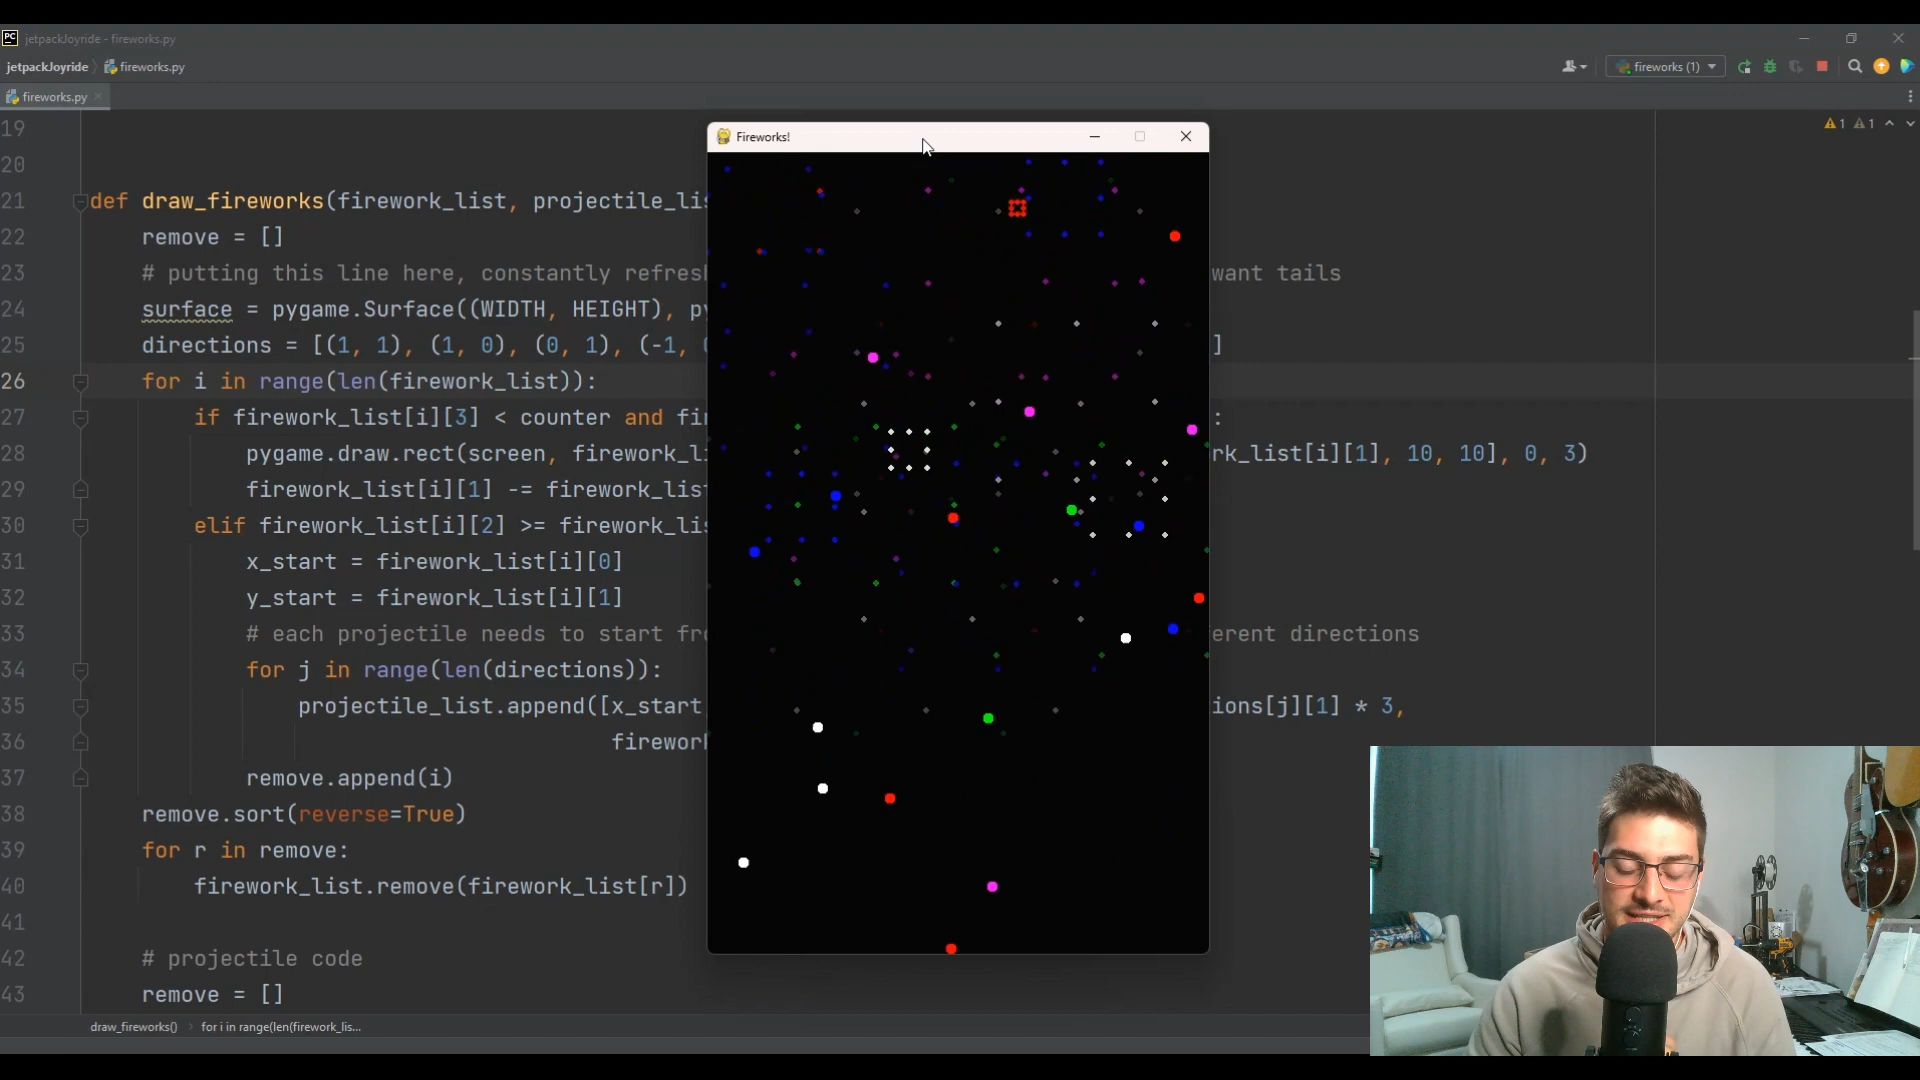 PC jetpackJoyride - fireworks.py
jetpackJoyride fireworks.py
fireworks (1)
fireworks.py
1 1
Fireworks!
19
20
21 def draw_fireworks(firework_list, projectile_lis
22 remove = []
23 # putting this line here, constantly refresh want tails
24 surface = pygame.Surface((WIDTH, HEIGHT), py
25 directions = [(1, 1), (1, 0), (0, 1), (-1, ]
26 for i in range(len(firework_list)):
27 if firework_list[i][3] < counter and fir :
28 pygame.draw.rect(screen, firework_l rk_list[i][1], 10, 10], 0, 3)
29 firework_list[i][1] -= firework_list
30 elif firework_list[i][2] >= firework_lis
31 x_start = firework_list[i][0]
32 y_start = firework_list[i][1]
33 # each projectile needs to start fro erent directions
34 for j in range(len(directions)):
35 projectile_list.append([x_start ions[j][1] * 3,
36 firework
37 remove.append(i)
38 remove.sort(reverse=True)
39 for r in remove:
40 firework_list.remove(firework_list[r])
41
42 # projectile code
43 remove = []
draw_fireworks() for i in range(len(firework_lis...